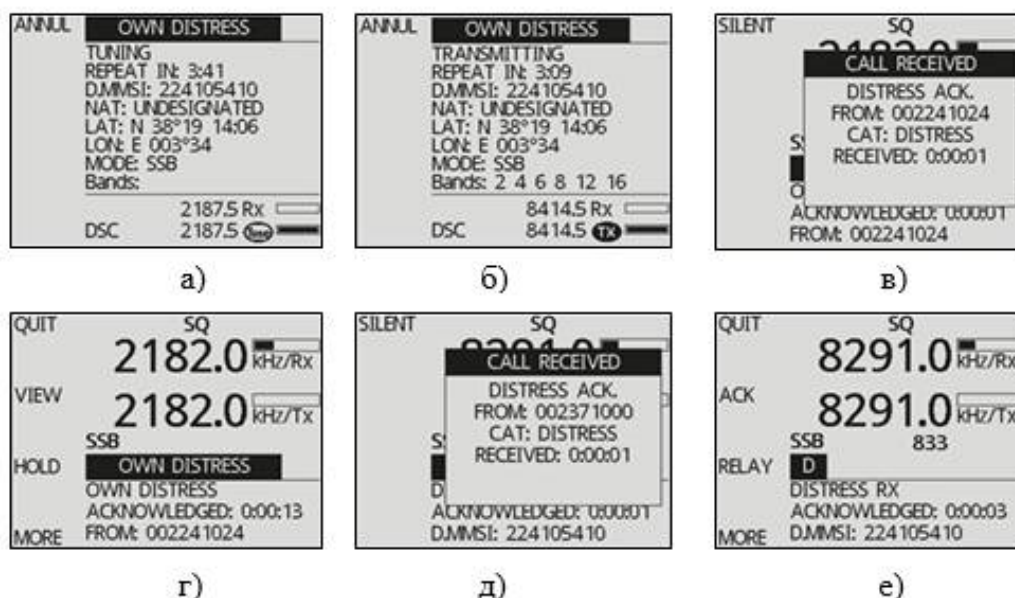 ANNUL OWN DISTRESS
TUNING
REPEAT IN: 3:41
D.MMSI: 224105410
NAT: UNDESIGNATED
LAT: N 38°19 14:06
LON: E 003°34
MODE: SSB
Bands:
2187.5 Rx
DSC 2187.5 Tune
а)
ANNUL OWN DISTRESS
TRANSMITTING
REPEAT IN: 3:09
D.MMSI: 224105410
NAT: UNDESIGNATED
LAT: N 38°19 14:06
LON: E 003°34
MODE: SSB
Bands: 2 4 6 8 12 16
8414.5 Rx
DSC 8414.5 TX
б)
SILENT SQ
CALL RECEIVED
DISTRESS ACK.
FROM: 002241024
CAT: DISTRESS
RECEIVED: 0:00:01
ACKNOWLEDGED: 0:00:01
FROM: 002241024
в)
QUIT SQ
2182.0 kHz/Rx
VIEW
2182.0 kHz/Tx
SSB
HOLD OWN DISTRESS
OWN DISTRESS
ACKNOWLEDGED: 0:00:13
MORE FROM: 002241024
г)
SILENT SQ
CALL RECEIVED
DISTRESS ACK.
FROM: 002371000
CAT: DISTRESS
RECEIVED: 0:00:01
ACKNOWLEDGED: 0:00:01
D.MMSI: 224105410
д)
QUIT SQ
8291.0 kHz/Rx
ACK
8291.0 kHz/Tx
SSB 833
RELAY D
DISTRESS RX
ACKNOWLEDGED: 0:00:03
MORE D.MMSI: 224105410
е)